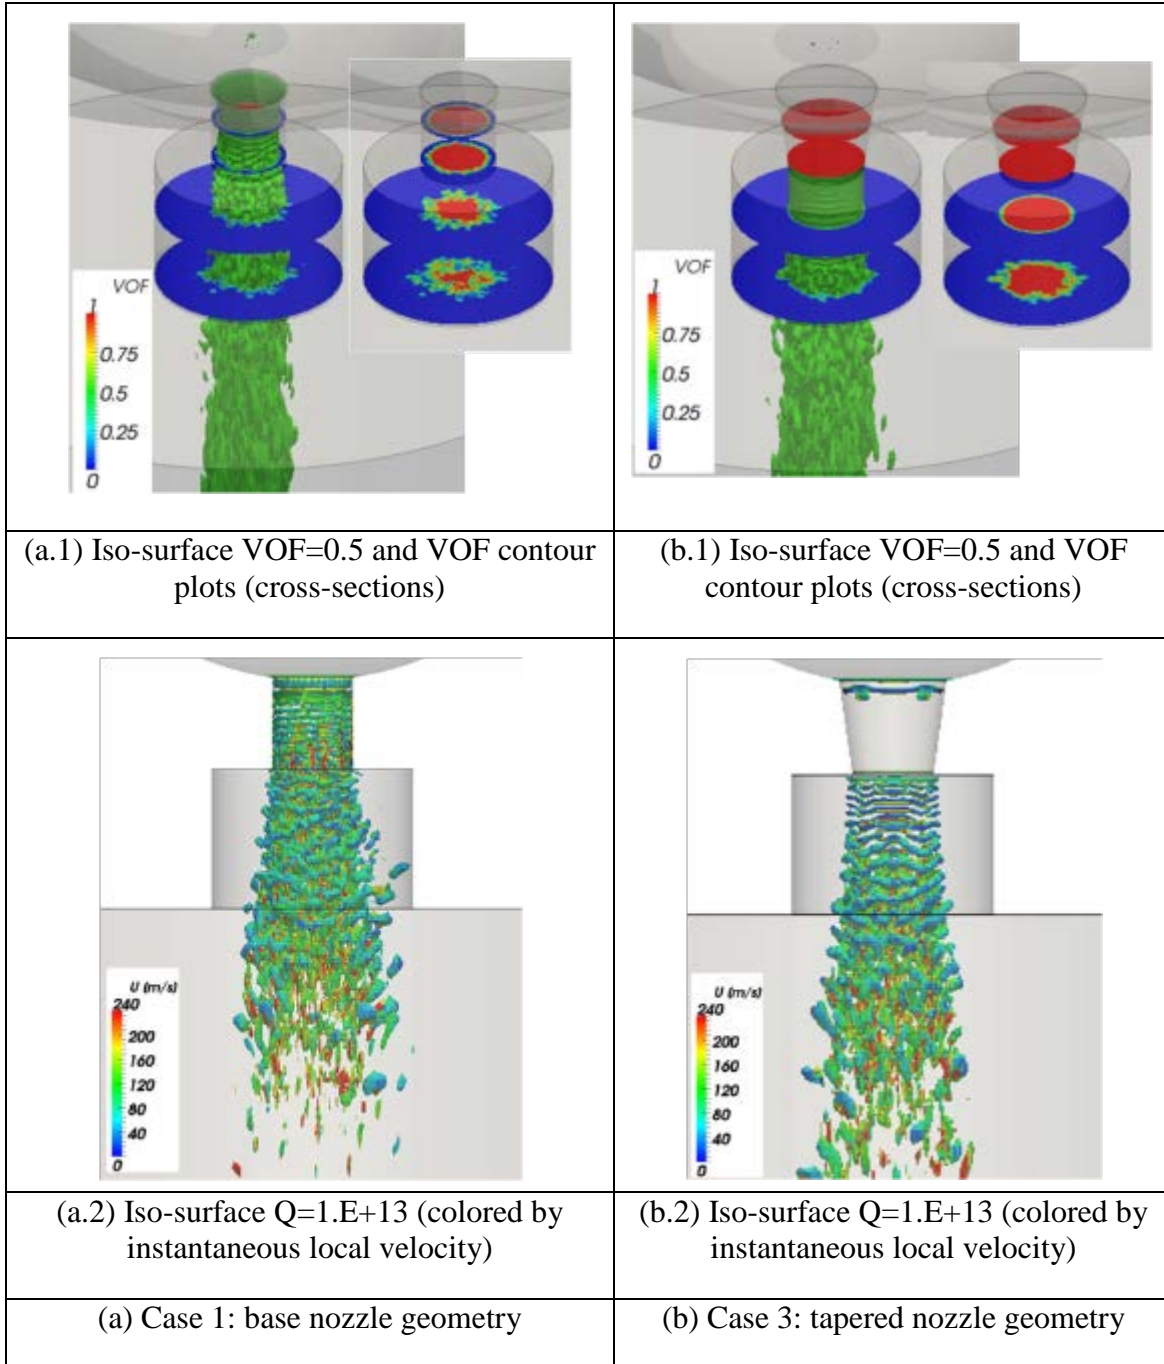 VOF
1
0.75
0.5
0.25
0
VOF
1
0.75
0.5
0.25
0
(a.1) Iso-surface VOF=0.5 and VOF contour
plots (cross-sections)
(b.1) Iso-surface VOF=0.5 and VOF
contour plots (cross-sections)
U (m/s)
240
200
160
120
80
40
0
U (m/s)
240
200
160
120
80
40
0
(a.2) Iso-surface Q=1.E+13 (colored by
instantaneous local velocity)
(b.2) Iso-surface Q=1.E+13 (colored by
instantaneous local velocity)
(a) Case 1: base nozzle geometry
(b) Case 3: tapered nozzle geometry